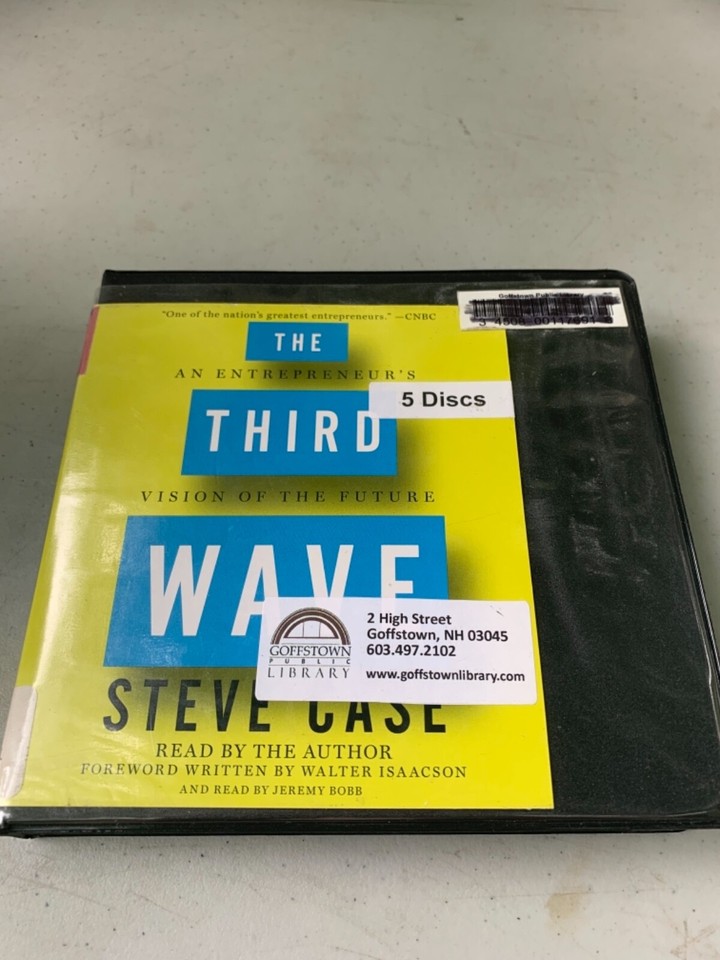 "One of the nation's greatest entrepreneurs." —CNBC
THE
AN ENTREPRENEUR'S
5 Discs
THIRD
VISION OF THE FUTURE
WAVE
GOFFSTOWN
PUBLIC
LIBRARY
2 High Street
Goffstown, NH 03045
603.497.2102
www.goffstownlibrary.com
STEVE CASE
READ BY THE AUTHOR
FOREWORD WRITTEN BY WALTER ISAACSON
AND READ BY JEREMY BOBB